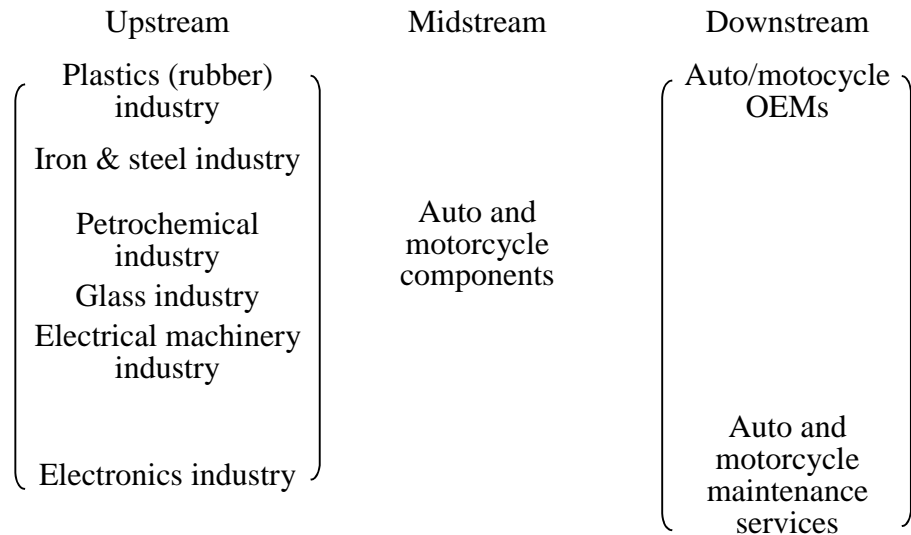 Upstream
Midstream
Downstream
Plastics (rubber)
industry
Iron & steel industry
Petrochemical
industry
Glass industry
Electrical machinery
industry
Electronics industry
Auto and
motorcycle
components
Auto/motocycle
OEMs
Auto and
motorcycle
maintenance
services